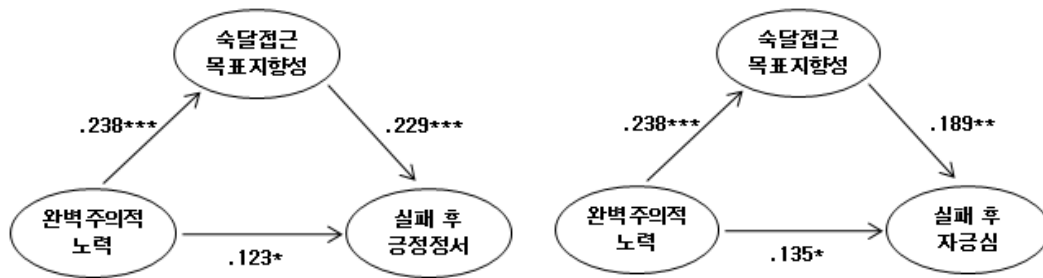 숙달접근
목표지향성
.238***
.229***
완벽주의적
노력
.123*
실패 후
긍정정서
숙달접근
목표지향성
.238***
.189**
완벽주의적
노력
.135*
실패 후
자긍심